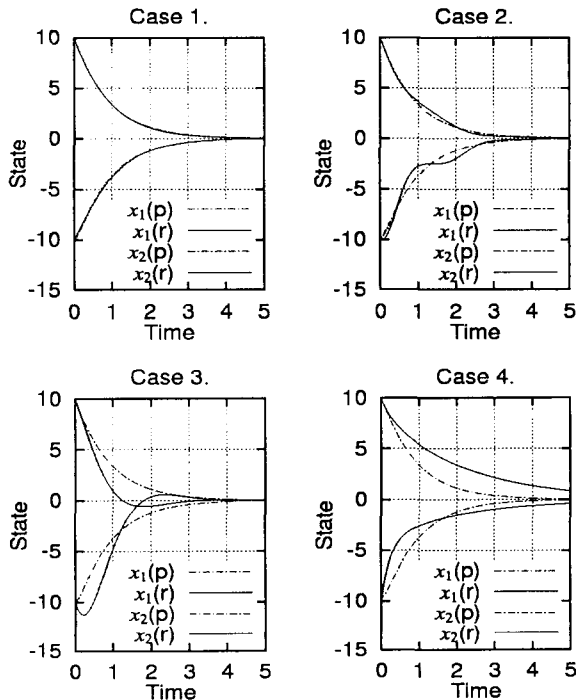 Case 1.
10
5
0
-5
-10
-15
State
x₁(p)
x₁(r)
x₂(p)
x₂(r)
0 1 2 3 4 5
Time
Case 2.
10
5
0
-5
-10
-15
State
x₁(p)
x₁(r)
x₂(p)
x₂(r)
0 1 2 3 4 5
Time
Case 3.
10
5
0
-5
-10
-15
State
x₁(p)
x₁(r)
x₂(p)
x₂(r)
0 1 2 3 4 5
Time
Case 4.
10
5
0
-5
-10
-15
State
x₁(p)
x₁(r)
x₂(p)
x₂(r)
0 1 2 3 4 5
Time